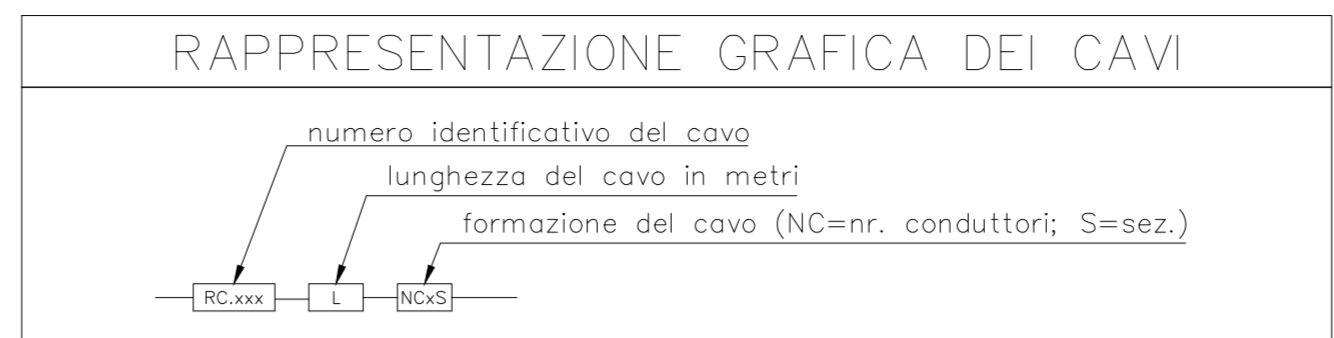 RAPPRESENTAZIONE GRAFICA DEI CAVI
numero identificativo del cavo
lunghezza del cavo in metri
formazione del cavo (NC=nr. conduttori; S=sez.)
RC.xxx L NCxS